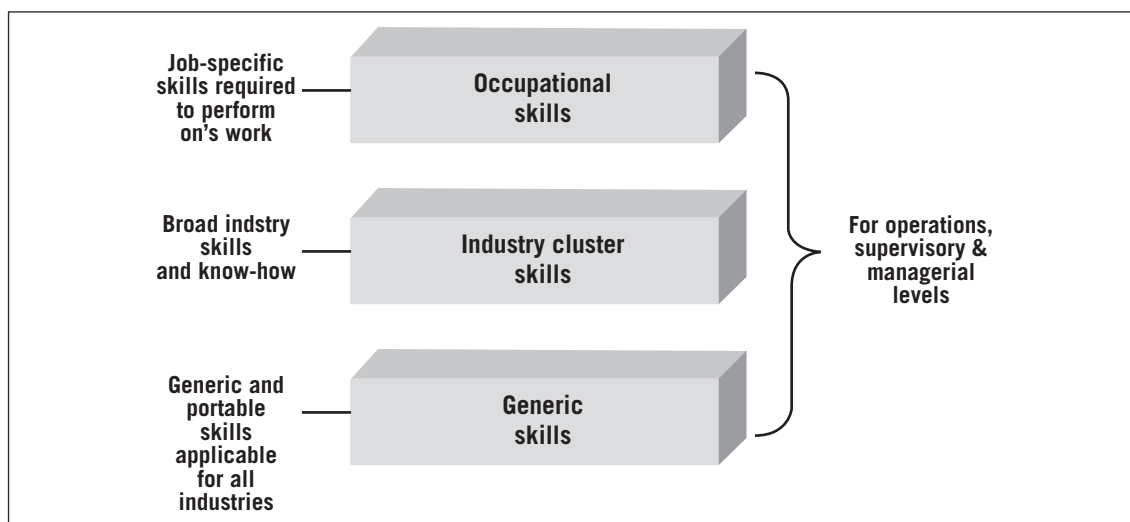 Job-specific
skills required
to perform
on's work
Occupational
skills
Broad indstry
skills
and know-how
Industry cluster
skills
For operations,
supervisory &
managerial
levels
Generic and
portable
skills
applicable
for all
industries
Generic
skills